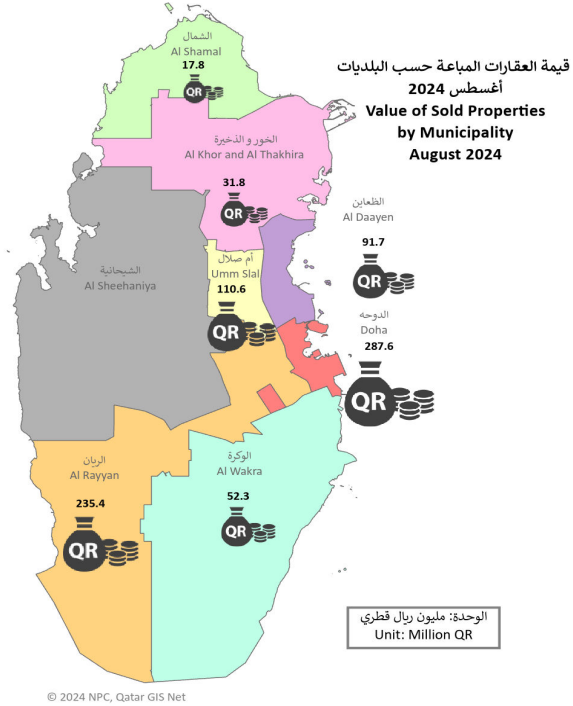 قيمة العقارات المباعة حسب البلديات
أغسطس 2024
Value of Sold Properties
by Municipality
August 2024
الشمال
Al Shamal
17.8
QR
الخور و الذخيرة
Al Khor and Al Thakhira
31.8
QR
الظعاين
Al Daayen
91.7
QR
أم صلال
Umm Slal
110.6
QR
الشيحانية
Al Sheehaniya
الدوحه
Doha
287.6
QR
الريان
Al Rayyan
235.4
QR
الوكرة
Al Wakra
52.3
QR
الوحدة: مليون ريال قطري
Unit: Million QR
© 2024 NPC, Qatar GIS Net